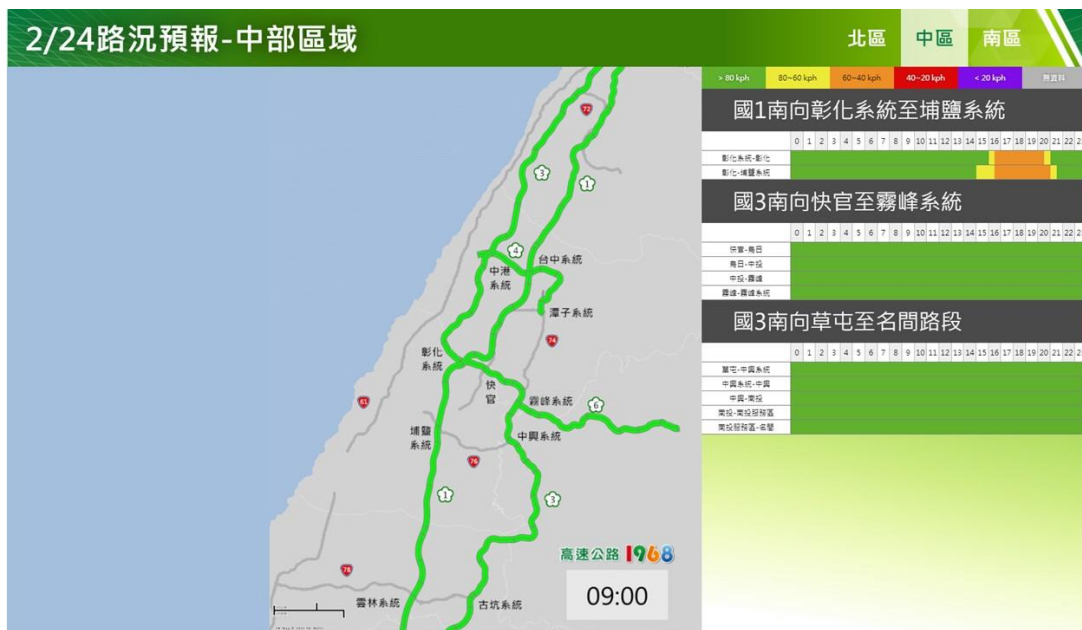 2/24路況預報-中部區域
北區 中區 南區
> 80 kph 80~60 kph 60~40 kph 40~20 kph < 20 kph 無資料
國1南向彰化系統至埔鹽系統
0 1 2 3 4 5 6 7 8 9 10 11 12 13 14 15 16 17 18 19 20 21 22
彰化系統-彰化
彰化-埔鹽系統
國3南向快官至霧峰系統
0 1 2 3 4 5 6 7 8 9 10 11 12 13 14 15 16 17 18 19 20 21 22
快官-烏日
烏日-中投
中投-霧峰
霧峰-霧峰系統
國3南向草屯至名間路段
0 1 2 3 4 5 6 7 8 9 10 11 12 13 14 15 16 17 18 19 20 21 22
草屯-中興系統
中興系統-中興
中興-南投
南投-南投服務區
南投服務區-名間
72
3
1
4
台中系統
中港
系統
潭子系統
74
彰化
系統
快
官
61
霧峰系統
6
埔鹽
系統
中興系統
76
1
3
高速公路 1968
78
09:00
雲林系統
古坑系統